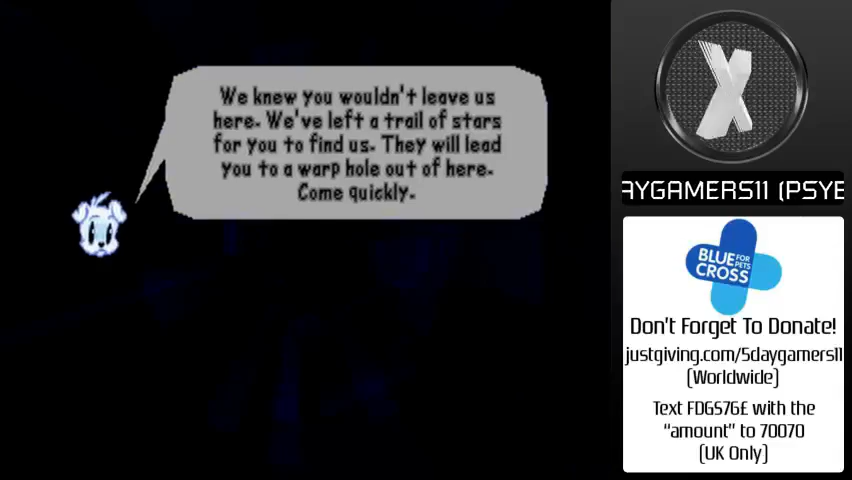 We knew you wouldn't leave us
here. We've left a trail of stars
for you to find us. They will lead
you to a warp hole out of here.
Come quickly.
X
AYGAMERS11 (PSYE
BLUE FOR PETS
CROSS
Don't Forget To Donate!
justgiving.com/5daygamers11
(Worldwide)
Text FDGS76E with the
"amount" to 70070
(UK Only)